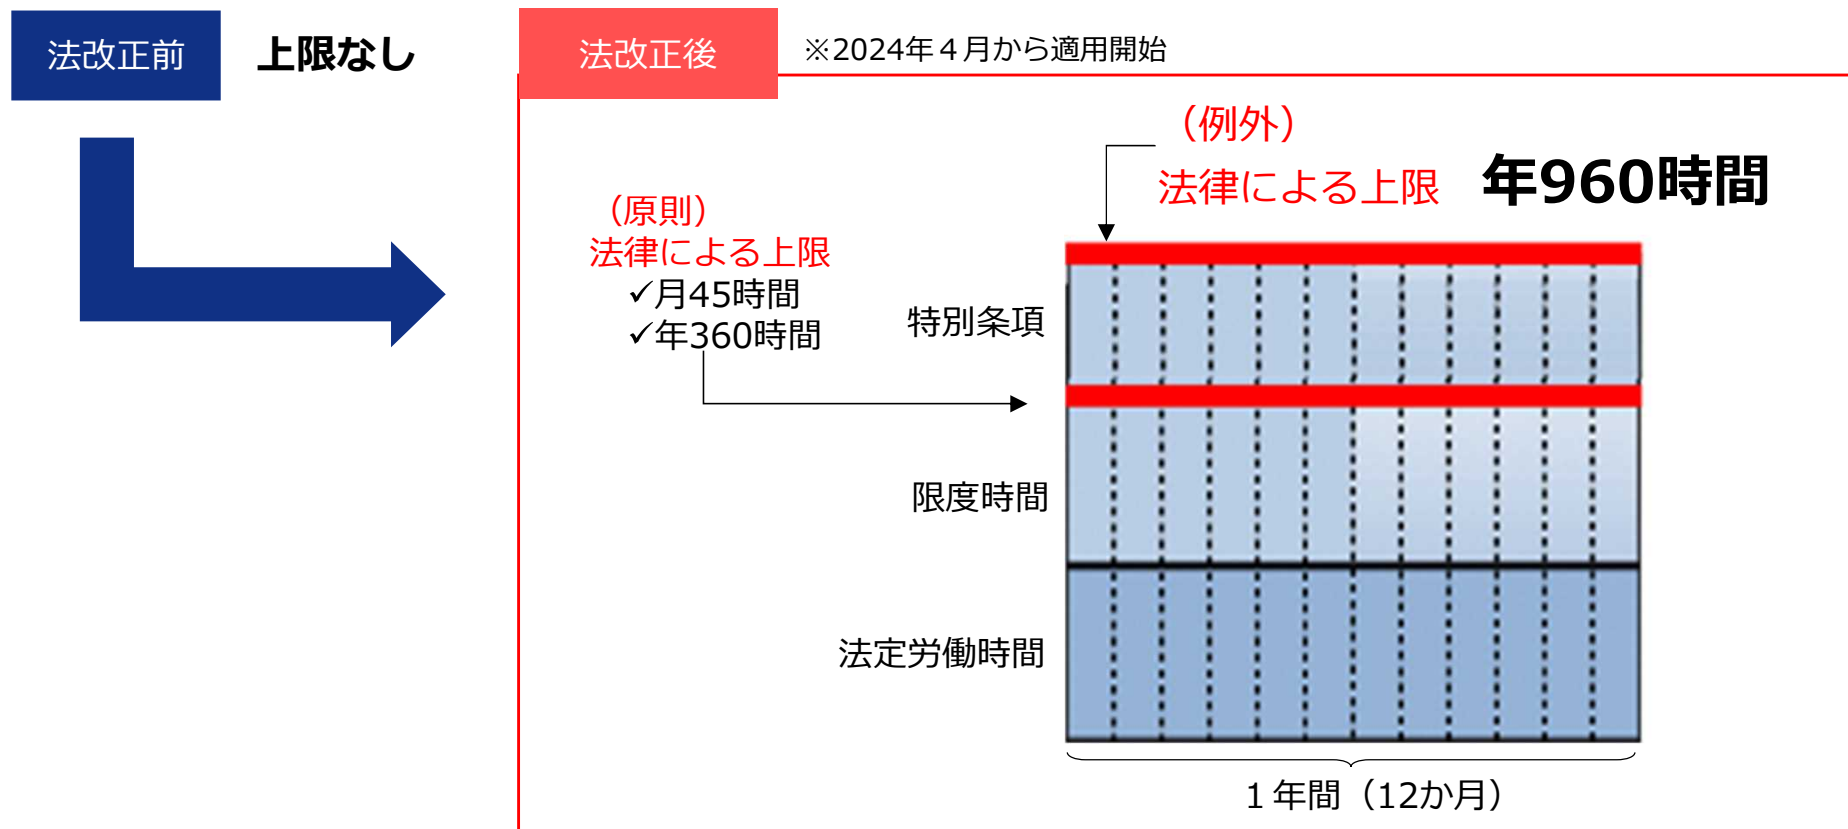 法改正前
上限なし
法改正後
※2024年４月から適用開始
（例外）
法律による上限 年960時間
（原則）
法律による上限
✓月45時間
✓年360時間
特別条項
限度時間
法定労働時間
１年間（12か月）